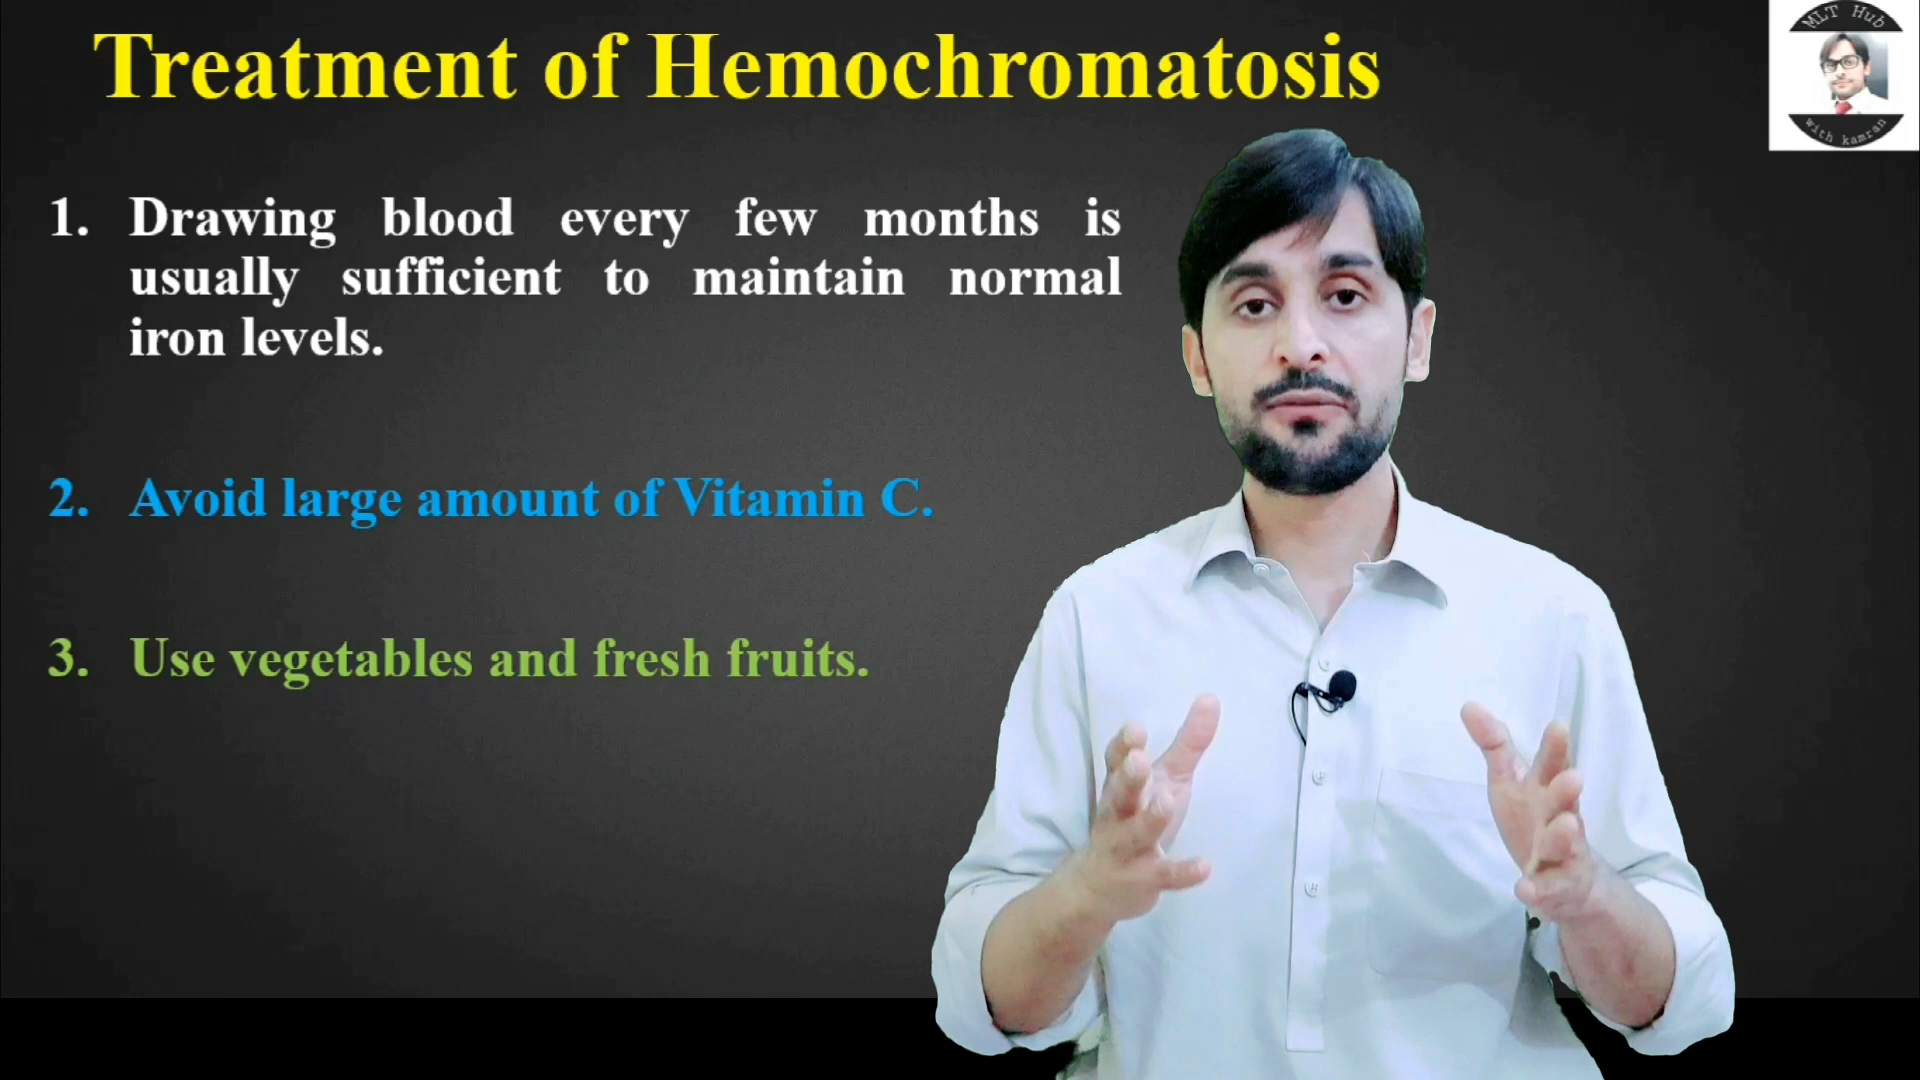 Treatment of Hemochromatosis
MLT Hub
with kamran
1. Drawing blood every few months is
usually sufficient to maintain normal
iron levels.
2. Avoid large amount of Vitamin C.
3. Use vegetables and fresh fruits.